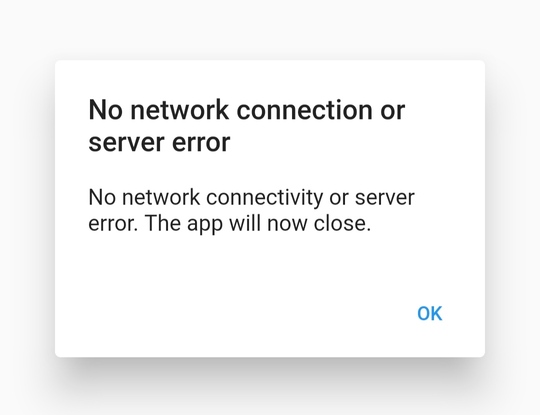 No network connection or
server error
No network connectivity or server
error. The app will now close.
OK